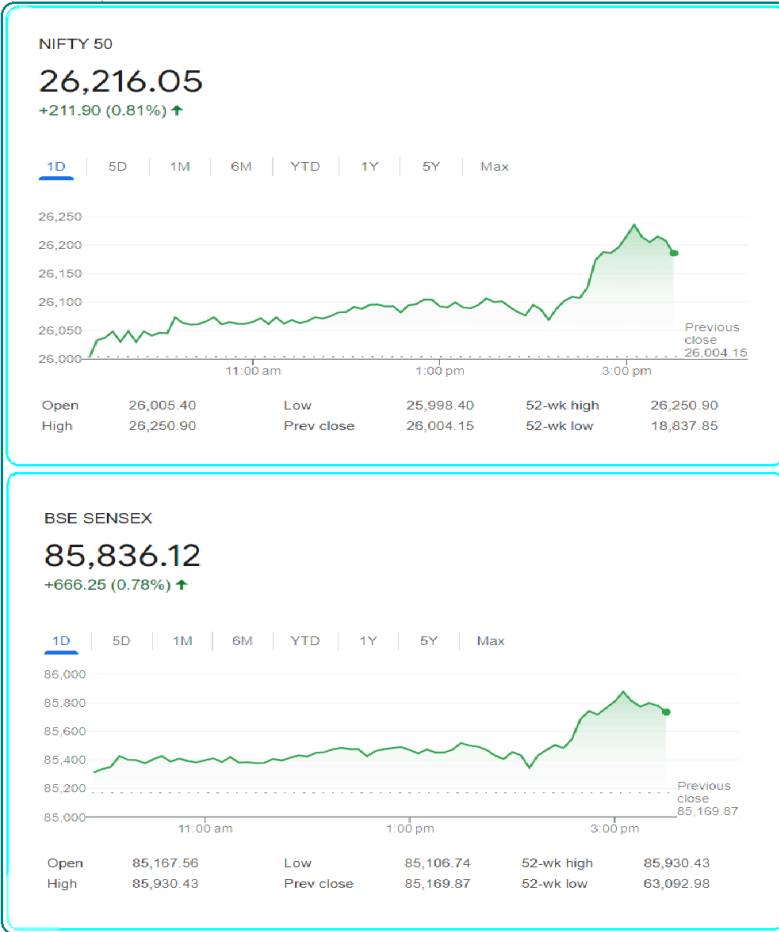 NIFTY 50
26,216.05
+211.90 (0.81%) ↑
1D 5D 1M 6M YTD 1Y 5Y Max
26,250
26,200
26,150
26,100
26,050
26,000
Previous
close
26,004.15
11:00 am 1:00 pm 3:00 pm
Open 26,005.40 Low 25,998.40 52-wk high 26,250.90
High 26,250.90 Prev close 26,004.15 52-wk low 18,837.85
BSE SENSEX
85,836.12
+666.25 (0.78%) ↑
1D 5D 1M 6M YTD 1Y 5Y Max
86,000
85,800
85,600
85,400
85,200
85,000
Previous
close
85,169.87
11:00 am 1:00 pm 3:00 pm
Open 85,167.56 Low 85,106.74 52-wk high 85,930.43
High 85,930.43 Prev close 85,169.87 52-wk low 63,092.98